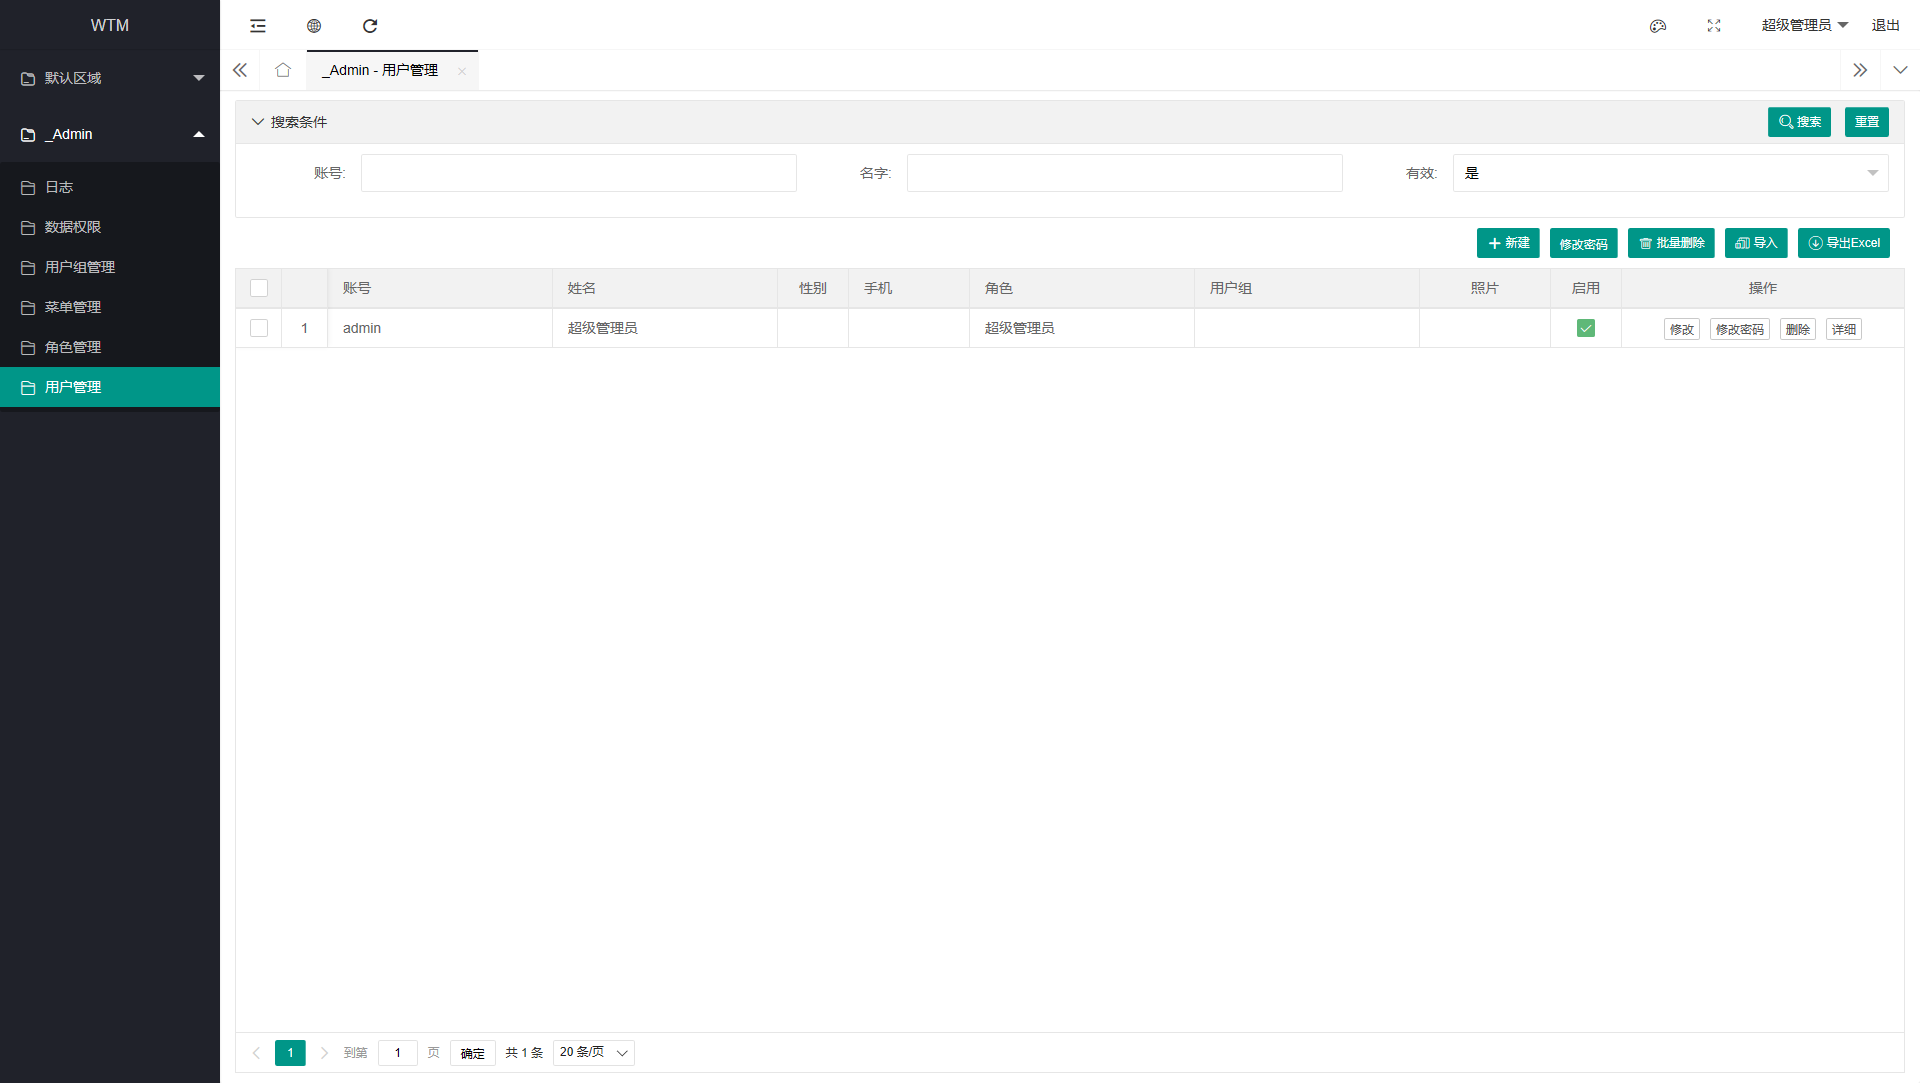 WTM
超级管理员
退出
默认区域
_Admin
日志
数据权限
用户组管理
菜单管理
角色管理
用户管理
_Admin - 用户管理
搜索条件
搜索
重置
账号:
名字:
有效:
是
新建
修改密码
批量删除
导入
导出Excel
账号
姓名
性别
手机
角色
用户组
照片
启用
操作
1
admin
超级管理员
超级管理员
修改
修改密码
删除
详细
1
到第
1
页
确定
共 1 条
20 条/页